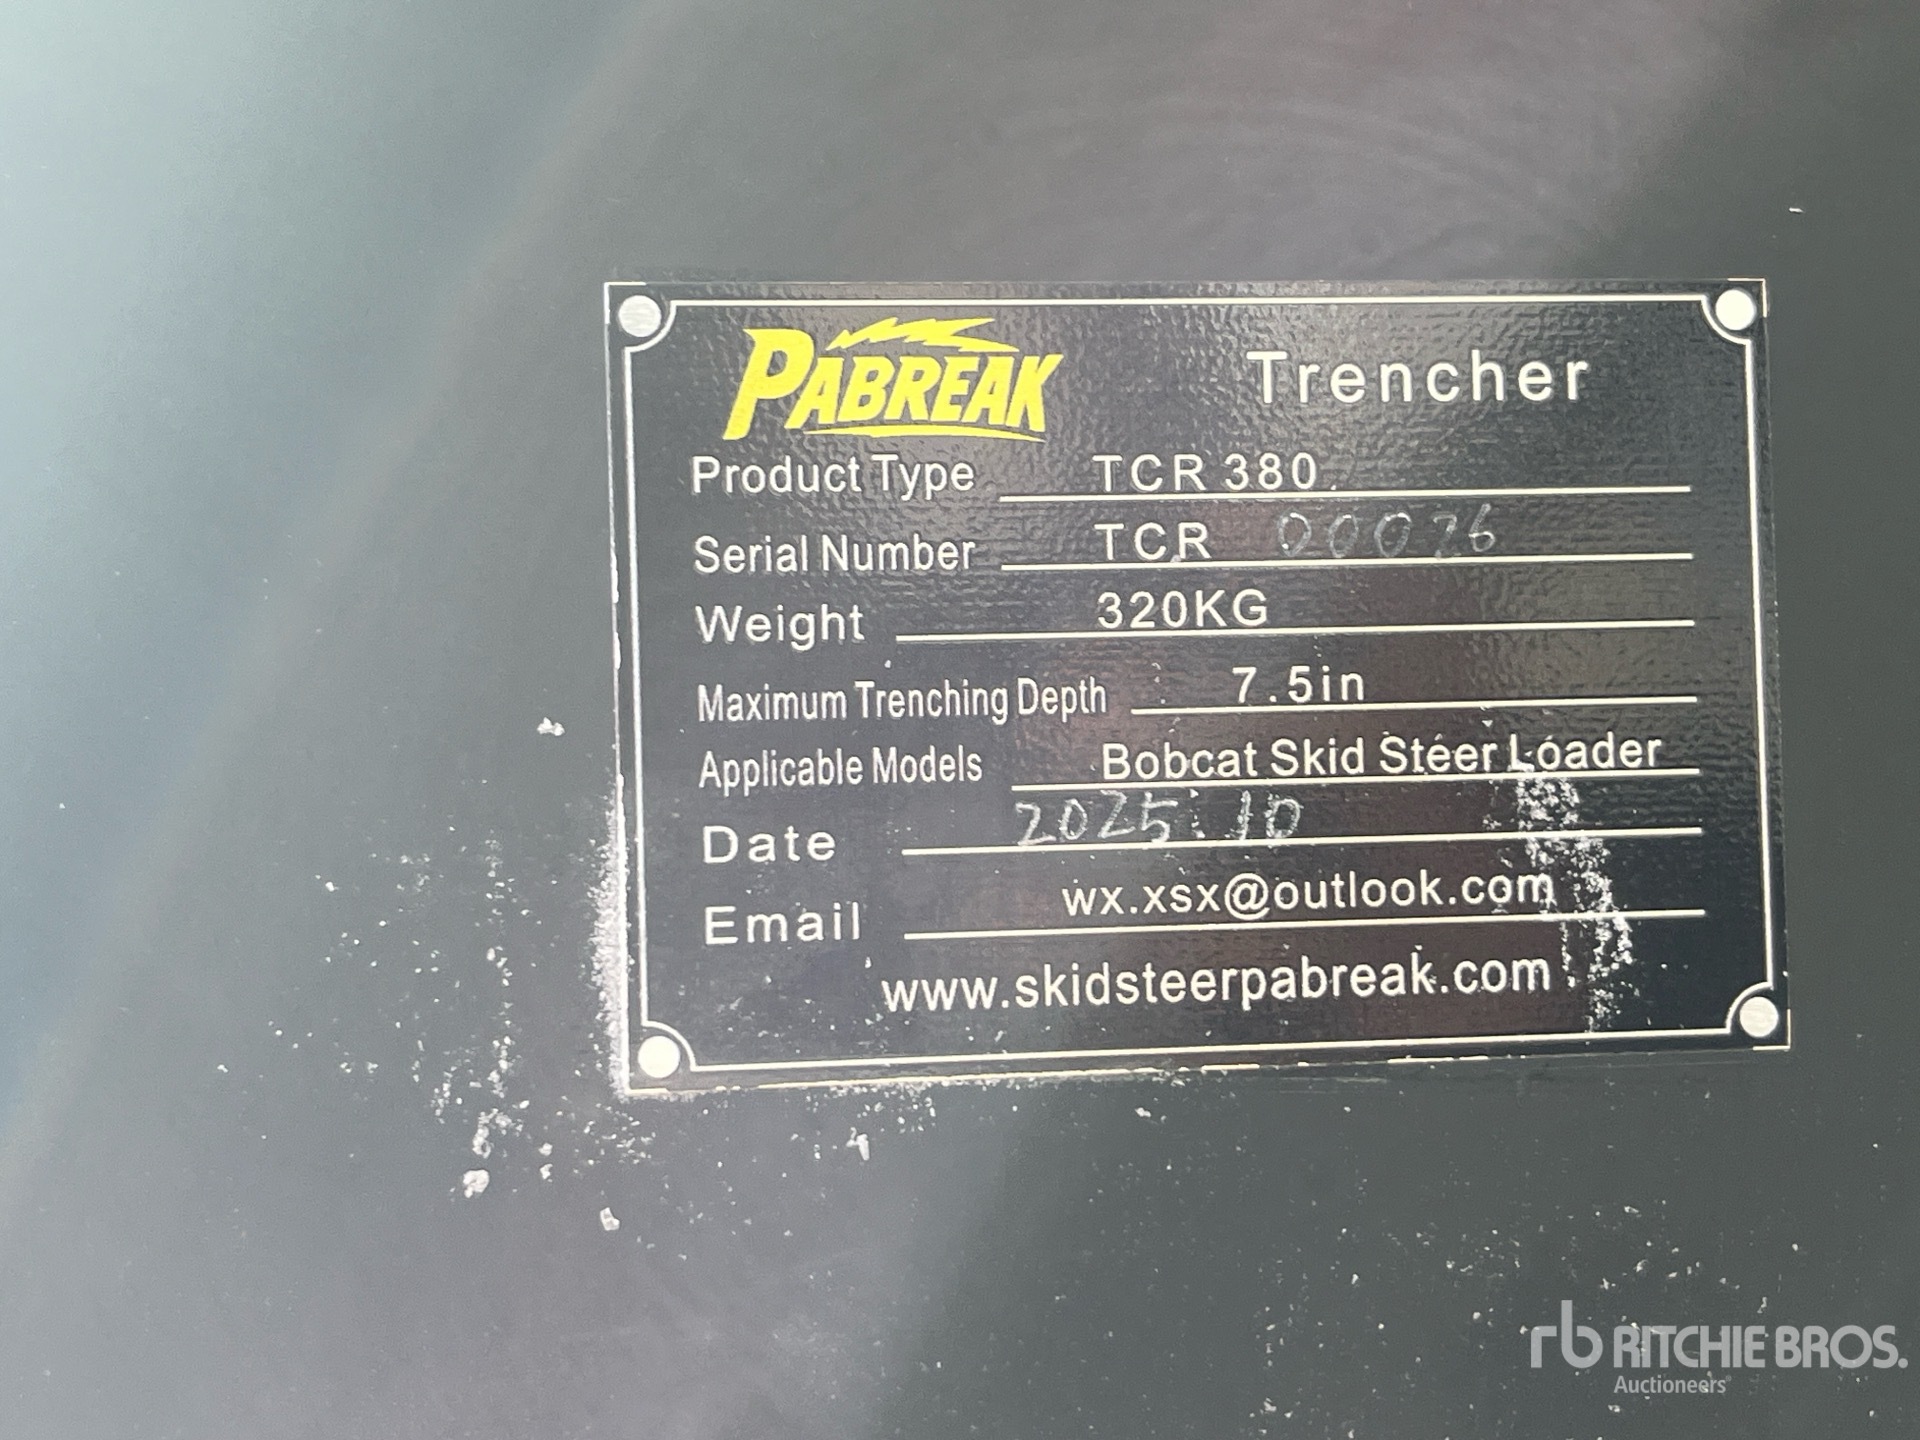 PABREAK Trencher
Product Type TCR 380
Serial Number TCR 00026
Weight 320KG
Maximum Trenching Depth 7.5in
Applicable Models Bobcat Skid Steer Loader
Date 2025.10
Email wx.xsx@outlook.com
www.skidsteerpabreak.com
rb RITCHIE BROS.
Auctioneers